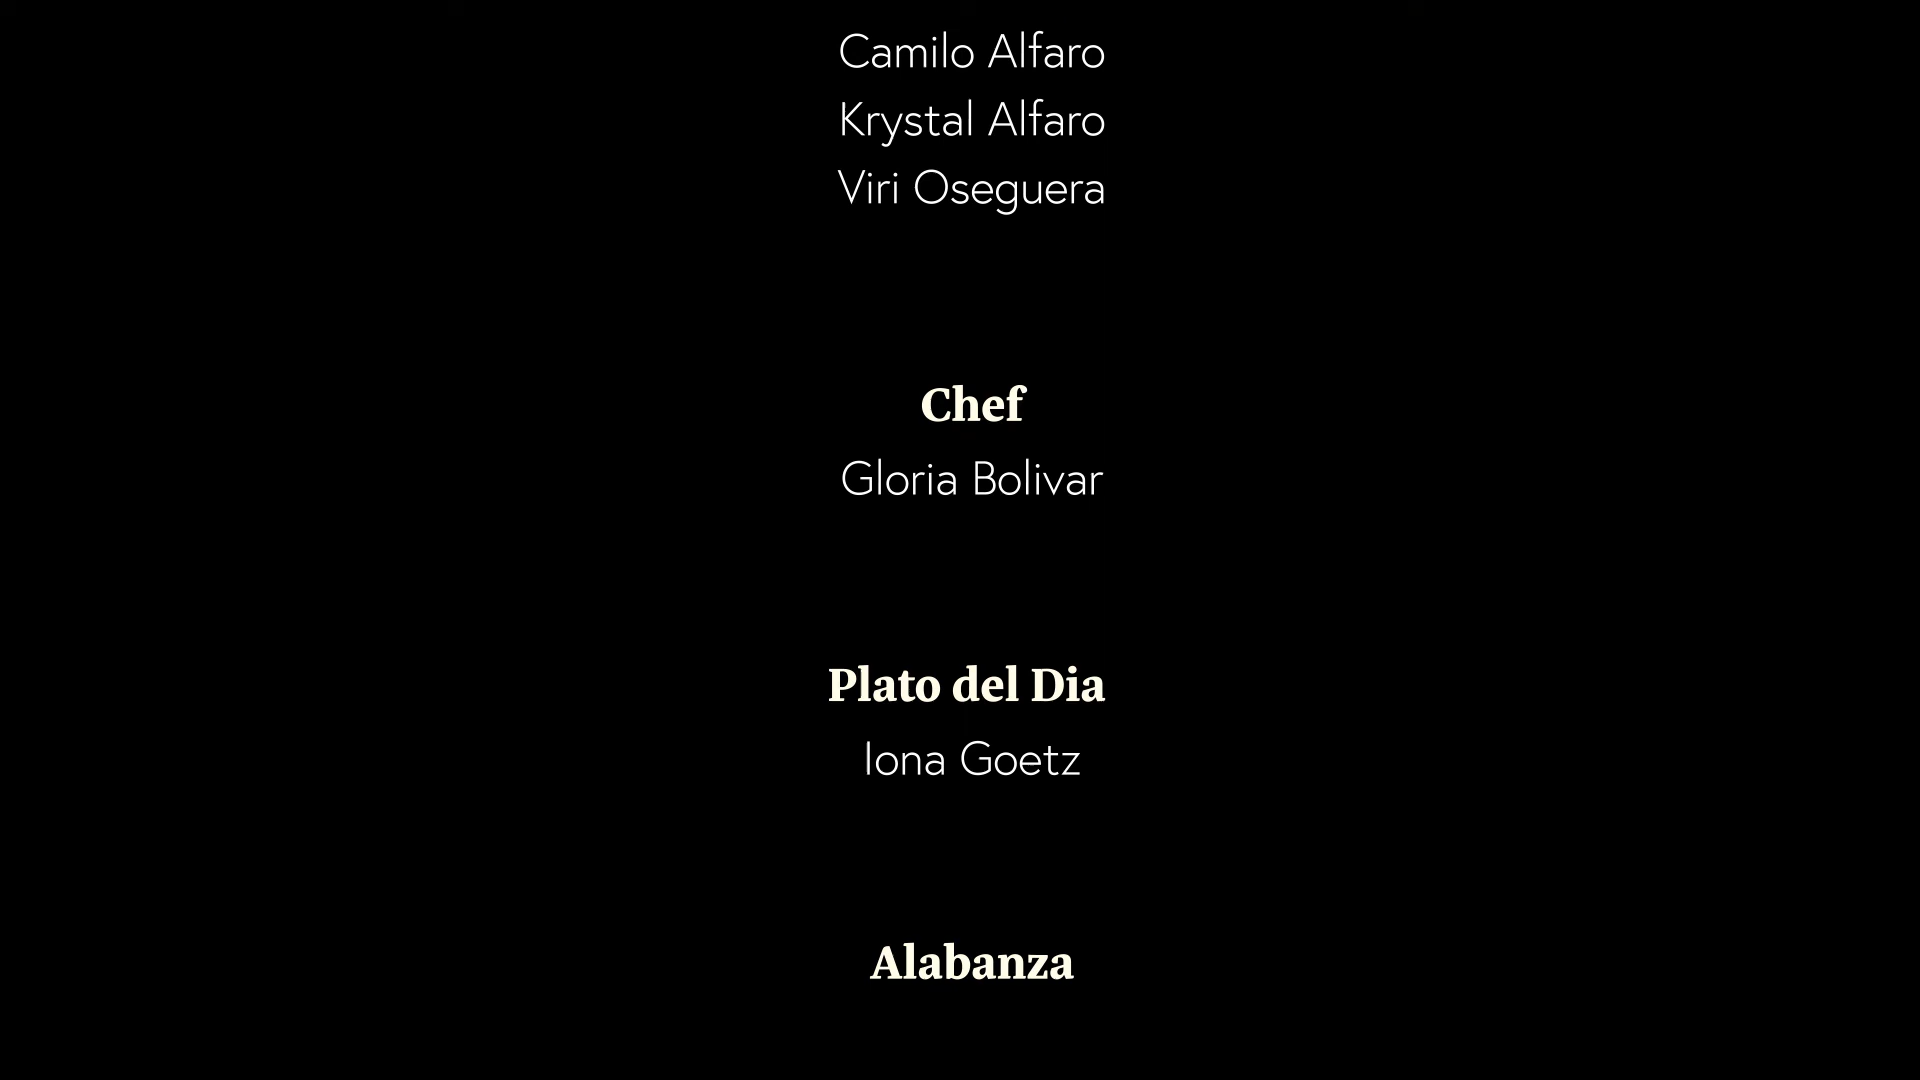 Camilo Alfaro
Krystal Alfaro
Viri Oseguera
Chef
Gloria Bolivar
Plato del Dia
Iona Goetz
Alabanza